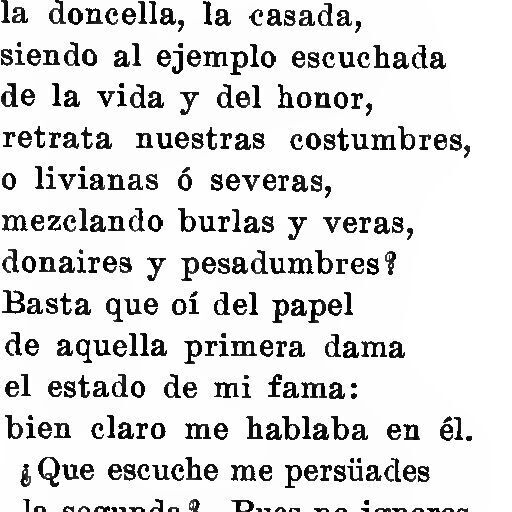 la doncella, la casada,
siendo al ejemplo escuchada
de la vida y del honor,
retrata nuestras costumbres,
o livianas ó severas,
mezclando burlas y veras,
donaires y pesadumbres?
Basta que oí del papel
de aquella primera dama
el estado de mi fama:
bien claro me hablaba en él.
¿Que escuche me persüades
la segunda? Pues no ignores